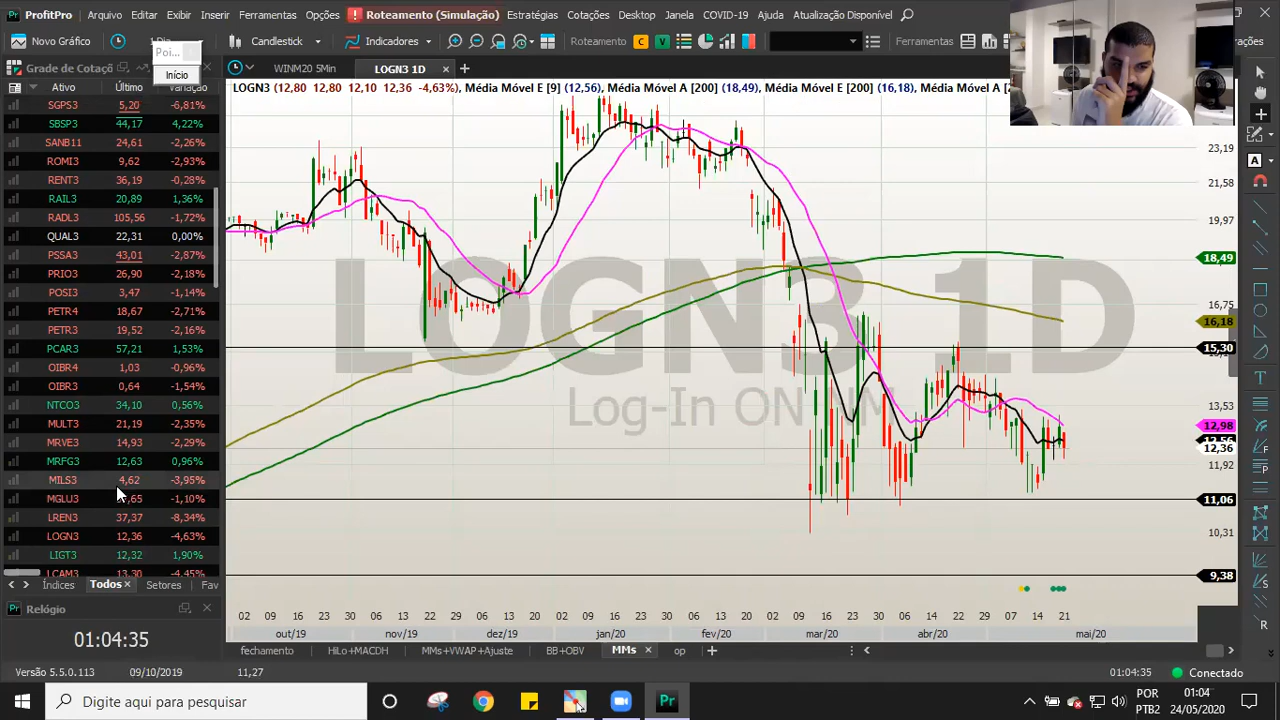 ProfitPro Arquivo Editar Exibir Inserir Ferramentas Opções Roteamento (Simulação) Estratégias Cotações Desktop Janela COVID-19 Ajuda Atualização Disponível
Novo Gráfico Candlestick Indicadores Roteamento C V Ferramentas
Poi...
Início
Grade de Cotaçõ
WINM20 5Min LOGN3 1D
Ativo Último Variação
LOGN3 (12,80 12,80 12,10 12,36 -4,63%), Média Móvel E [9] (12,56), Média Móvel A [200] (18,49), Média Móvel E [200] (16,18), Média Móvel A [2
SGPS3 5,20 -6,81%
SBSP3 44,17 4,22%
SANB11 24,61 -2,26%
ROMI3 9,62 -2,93%
RENT3 36,19 -0,28%
RAIL3 20,89 1,36%
RADL3 105,56 -1,72%
QUAL3 22,31 0,00%
PSSA3 43,01 -2,87%
PRIO3 26,90 -2,18%
POSI3 3,47 -1,14%
PETR4 18,67 -2,71%
PETR3 19,52 -2,16%
PCAR3 57,21 1,53%
OIBR4 1,03 -0,96%
OIBR3 0,64 -1,54%
NTCO3 34,10 0,56%
MULT3 21,19 -2,35%
MRVE3 14,93 -2,29%
MRFG3 12,63 0,96%
MILS3 4,62 -3,95%
MGLU3 ,65 -1,10%
LREN3 37,37 -8,34%
LOGN3 12,36 -4,63%
LIGT3 12,32 1,90%
LCAM3 13,30 -4,45%
LOGN3 1D
Log-In ON NM
23,19
21,58
19,97
18,49
16,75
16,18
15,30
13,53
12,98
12,36
11,92
11,06
10,31
9,38
Índices Todos Setores Fav
Relógio
01:04:35
02 09 16 23 29 06 13 22 29 06 13 20 02 09 16 23 30 06 13 20 02 09 16 23 30 06 14 22 29 07 14 21
out/19 nov/19 dez/19 jan/20 fev/20 mar/20 abr/20 mai/20
fechamento HiLo+MACDH MMs+VWAP+Ajuste BB+OBV MMs op
Versão 5.5.0.113 09/10/2019 11,27 01:04:35 Conectado
Digite aqui para pesquisar
POR
PTB2
01:04
24/05/2020